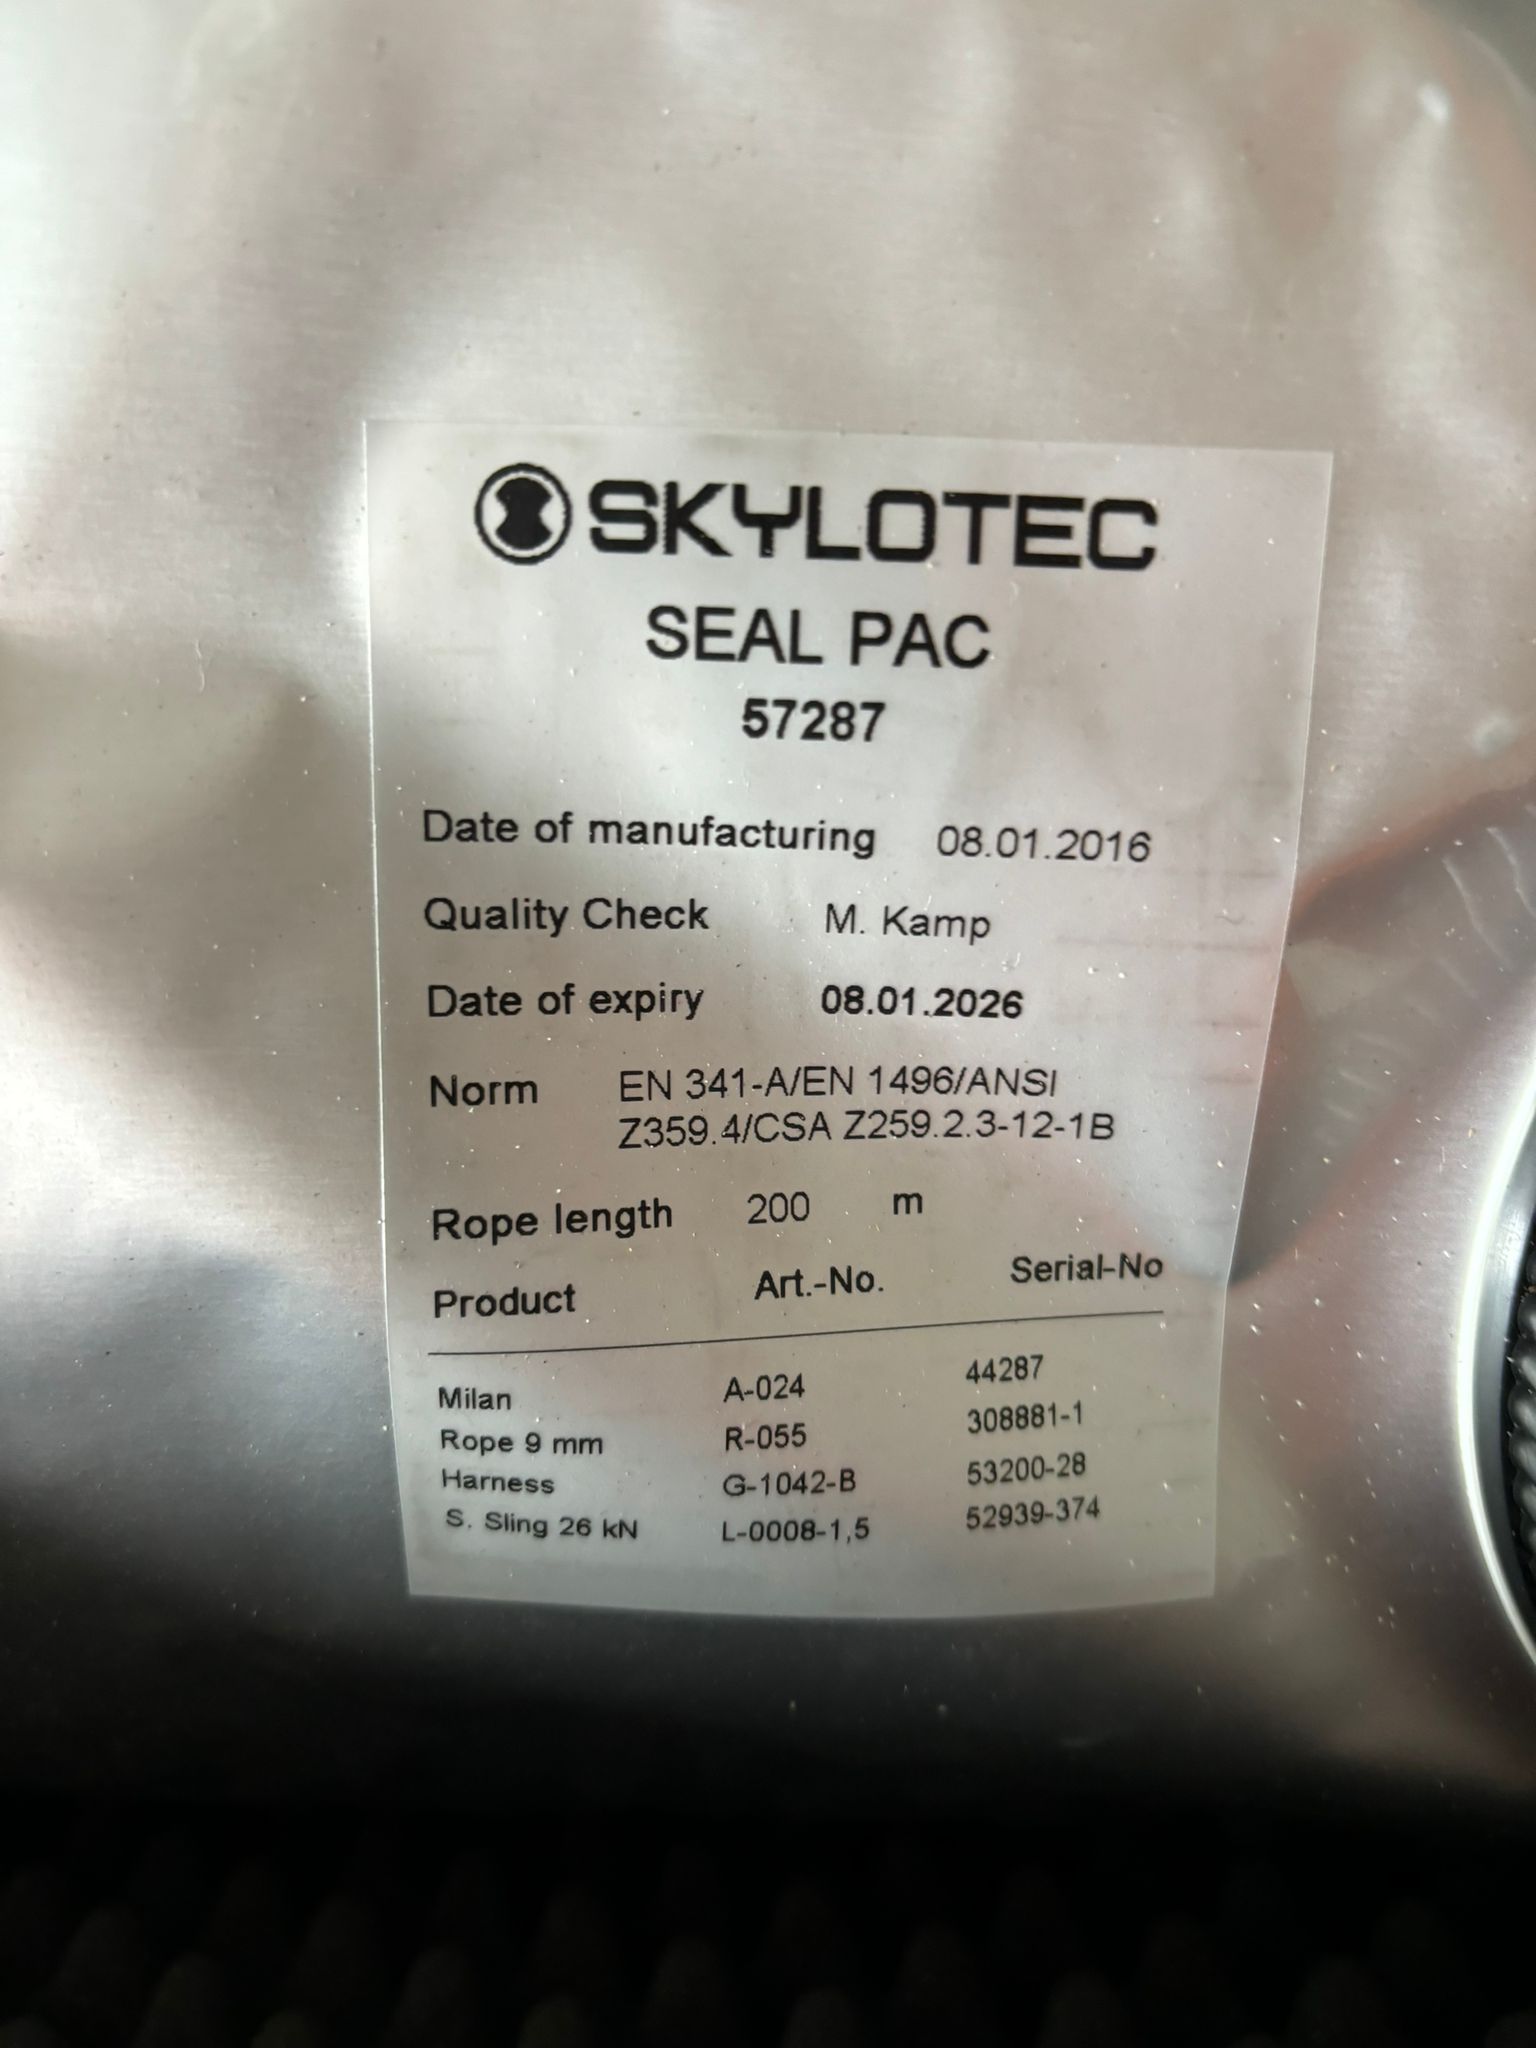 SKYLOTEC
SEAL PAC
57287
Date of manufacturing 08.01.2016
Quality Check M. Kamp
Date of expiry 08.01.2026
Norm EN 341-A/EN 1496/ANSI
Z359.4/CSA Z259.2.3-12-1B
Rope length 200 m
Product Art.-No. Serial-No
Milan A-024 44287
Rope 9 mm R-055 308881-1
Harness G-1042-B 53200-28
S. Sling 26 kN L-0008-1,5 52939-374